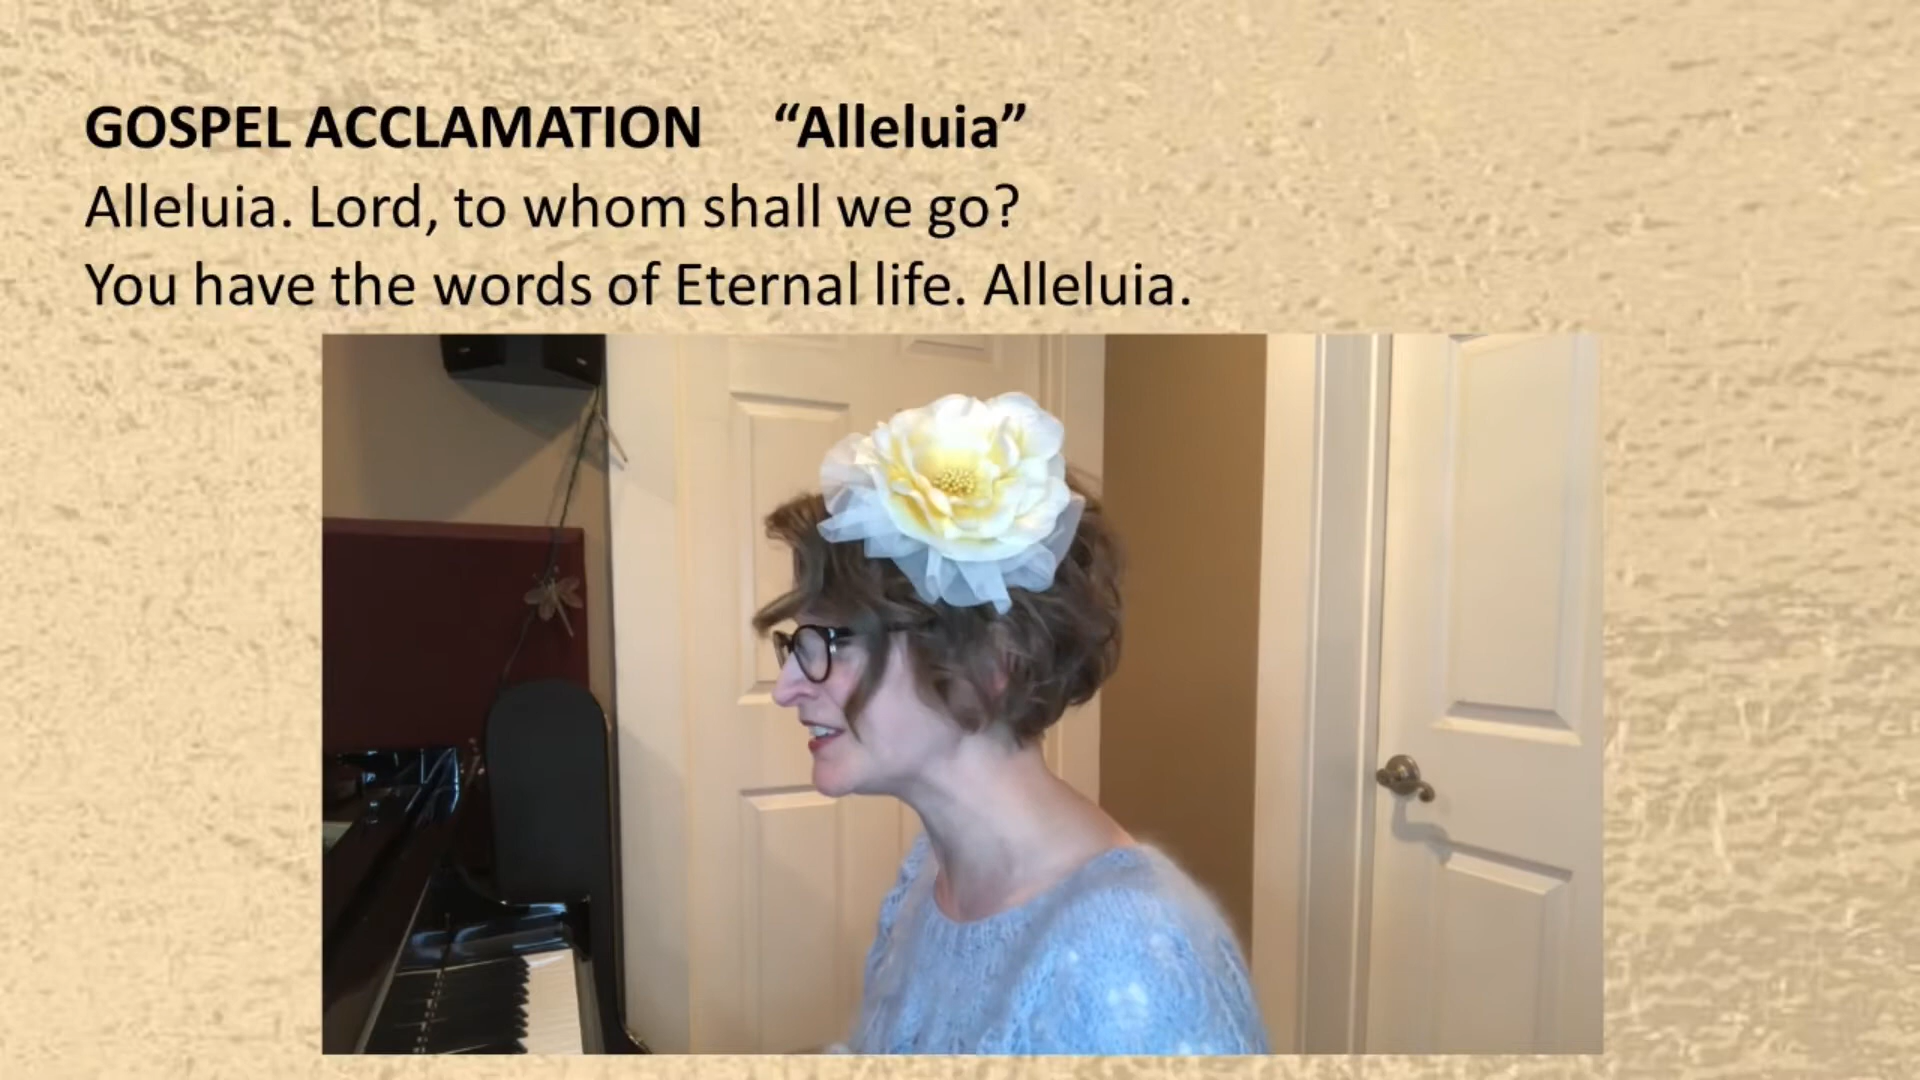 GOSPEL ACCLAMATION “Alleluia”
Alleluia. Lord, to whom shall we go?
You have the words of Eternal life. Alleluia.